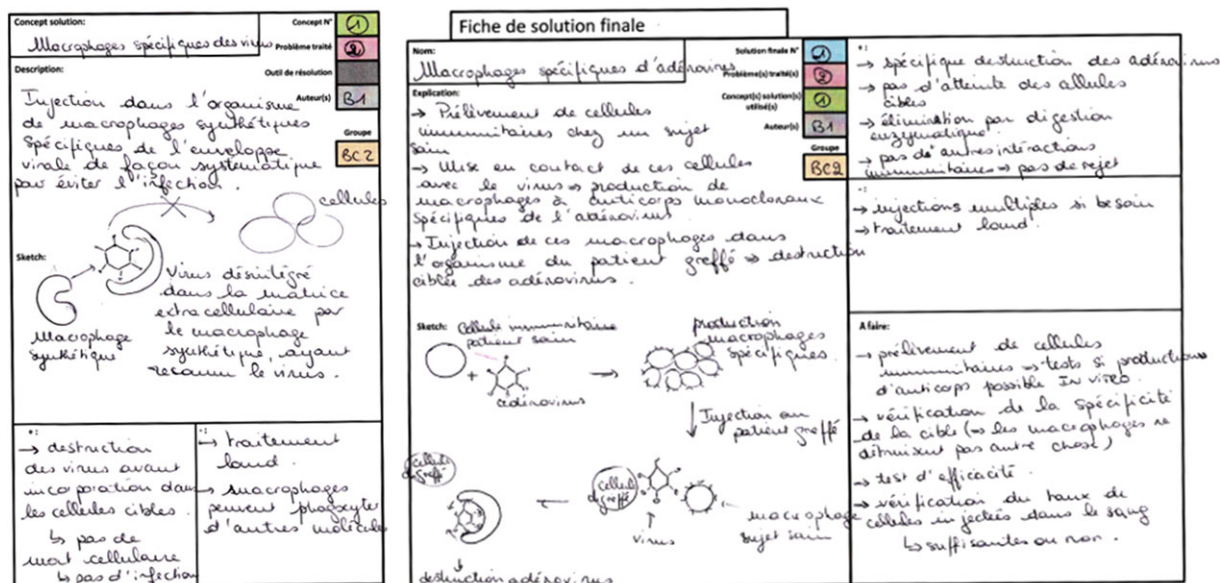 Concept solution:
Macrophages spécifiques des virus
Concept N°
1
Problème traité
2
Outil de résolution
Auteur(s)
B1
Groupe
BC2
Description:
Injection dans l'organisme
de macrophages synthétiques
spécifiques de l'enveloppe
virale de façon systématique
par éviter l'infection.
cellules
Sketch:
Macrophage
synthétique
Virus désintégré
dans la matrice
extracellulaire par
le macrophage
synthétique, ayant
reconnu le virus.
+:
→ destruction
des virus avant
incorporation dans
les cellules cibles.
↳ pas de
mort cellulaire
↳ pas d'infection
-:
→ traitement
lourd.
→ macrophages
peuvent phagocyter
d'autres molécules
Fiche de solution finale
Nom:
Macrophages spécifiques d'adénovirus
Solution finale N°
1
Problème(s) traité(s)
2
Concept(s) solution(s)
utilisé(s)
1
Auteur(s)
B1
Groupe
BC2
Explication:
→ Prélèvement de cellules
immunitaires chez un sujet
sain
→ Mise en contact de ces cellules
avec le virus ⇒ production de
macrophages à anticorps monoclonaux
spécifiques de l'adénovirus
→ Injection de ces macrophages dans
l'organisme du patient greffé ⇒ destruction
ciblée des adénovirus.
Sketch:
Cellule immunitaire
patient sain
+
adénovirus
→
production
macrophages
spécifiques.
↓ Injection au
patient greffé
cellule
du greffé
cellule
du greffé
virus
macrophage
sujet sain
destruction adénovirus
+:
→ spécifique destruction des adénovirus
→ pas d'atteinte des cellules
cibles
→ élimination par digestion
enzymatique.
→ pas d'autres interactions
immunitaires ⇒ pas de rejet
-:
→ injections multiples si besoin
→ traitement lourd.
A faire:
→ prélèvement de cellules
immunitaires ⇒ tests si productions
d'anticorps possible In vitro.
→ vérification de la spécificité
de la cible (⇒ les macrophages ne
détruisent pas autre chose)
→ test d'efficacité.
→ vérification du taux de
cellules injectées dans le sang
↳ suffisantes ou non.